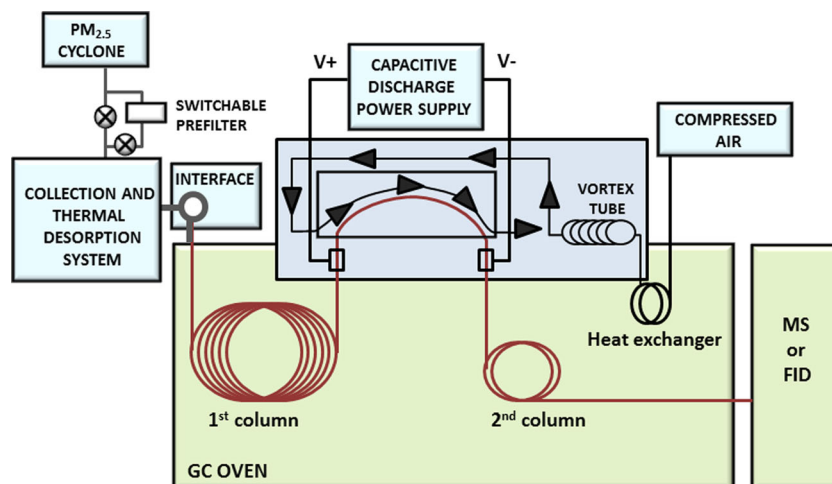 PM2.5
CYCLONE
SWITCHABLE
PREFILTER
COLLECTION AND
THERMAL
DESORPTION
SYSTEM
INTERFACE
V+
CAPACITIVE
DISCHARGE
POWER SUPPLY
V-
COMPRESSED
AIR
VORTEX
TUBE
Heat exchanger
1st column
2nd column
GC OVEN
MS
or
FID